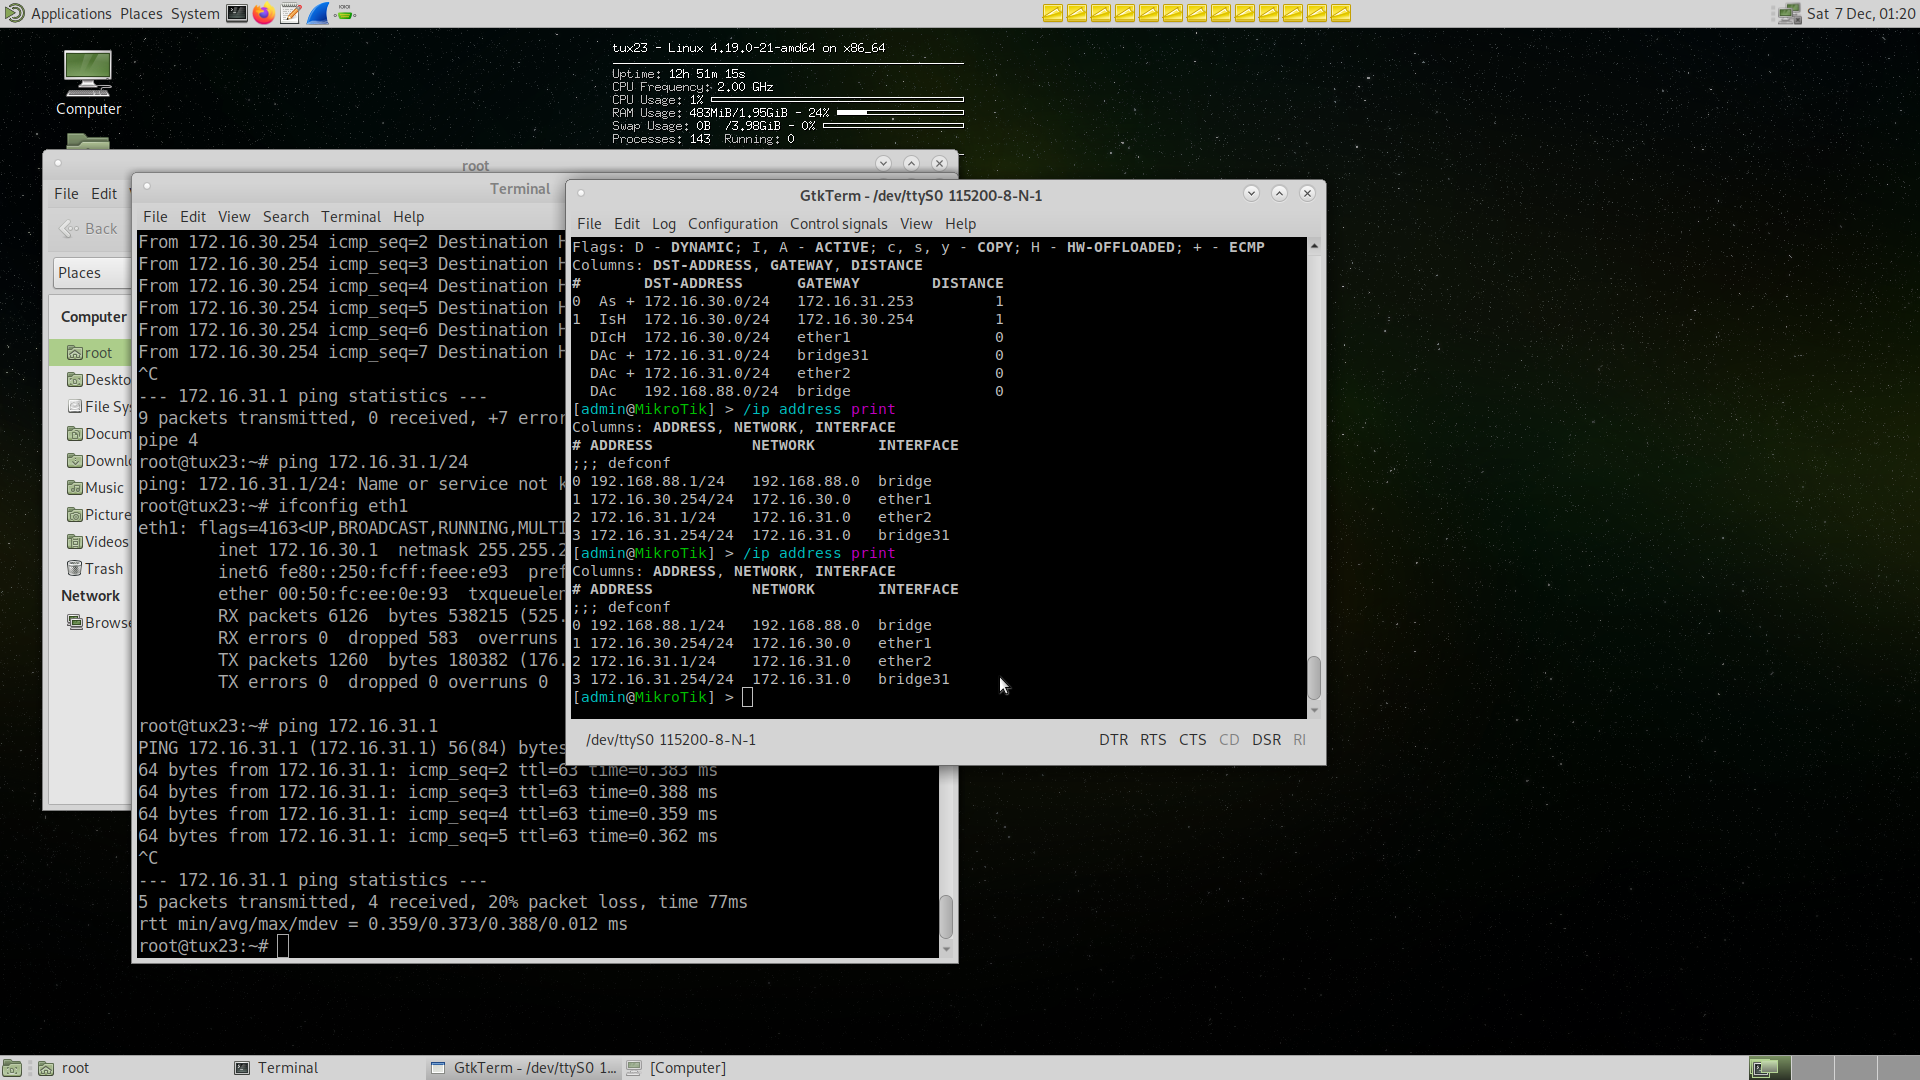 Applications Places System
Sat 7 Dec, 01:20
Computer
tux23 - Linux 4.19.0-21-amd64 on x86_64
Uptime: 12h 51m 15s
CPU Frequency: 2.00 GHz
CPU Usage: 1%
RAM Usage: 483MiB/1.95GiB - 24%
Swap Usage: 0B /3.98GiB - 0%
Processes: 143 Running: 0
root
File Edit
Back
Places
Computer
root
Deskto
File Sys
Docum
Downlo
Music
Picture
Videos
Trash
Network
Browse
Terminal
File Edit View Search Terminal Help
From 172.16.30.254 icmp_seq=2 Destination H
From 172.16.30.254 icmp_seq=3 Destination H
From 172.16.30.254 icmp_seq=4 Destination H
From 172.16.30.254 icmp_seq=5 Destination H
From 172.16.30.254 icmp_seq=6 Destination H
From 172.16.30.254 icmp_seq=7 Destination H
^C
--- 172.16.31.1 ping statistics ---
9 packets transmitted, 0 received, +7 error
pipe 4
root@tux23:~# ping 172.16.31.1/24
ping: 172.16.31.1/24: Name or service not k
root@tux23:~# ifconfig eth1
eth1: flags=4163<UP,BROADCAST,RUNNING,MULTI
inet 172.16.30.1 netmask 255.255.2
inet6 fe80::250:fcff:feee:e93 pref
ether 00:50:fc:ee:0e:93 txqueuelen
RX packets 6126 bytes 538215 (525.
RX errors 0 dropped 583 overruns
TX packets 1260 bytes 180382 (176.
TX errors 0 dropped 0 overruns 0
root@tux23:~# ping 172.16.31.1
PING 172.16.31.1 (172.16.31.1) 56(84) bytes
64 bytes from 172.16.31.1: icmp_seq=2 ttl=63 time=0.383 ms
64 bytes from 172.16.31.1: icmp_seq=3 ttl=63 time=0.388 ms
64 bytes from 172.16.31.1: icmp_seq=4 ttl=63 time=0.359 ms
64 bytes from 172.16.31.1: icmp_seq=5 ttl=63 time=0.362 ms
^C
--- 172.16.31.1 ping statistics ---
5 packets transmitted, 4 received, 20% packet loss, time 77ms
rtt min/avg/max/mdev = 0.359/0.373/0.388/0.012 ms
root@tux23:~#
GtkTerm - /dev/ttyS0 115200-8-N-1
File Edit Log Configuration Control signals View Help
Flags: D - DYNAMIC; I, A - ACTIVE; c, s, y - COPY; H - HW-OFFLOADED; + - ECMP
Columns: DST-ADDRESS, GATEWAY, DISTANCE
# DST-ADDRESS GATEWAY DISTANCE
0 As + 172.16.30.0/24 172.16.31.253 1
1 IsH 172.16.30.0/24 172.16.30.254 1
DIcH 172.16.30.0/24 ether1 0
DAc + 172.16.31.0/24 bridge31 0
DAc + 172.16.31.0/24 ether2 0
DAc 192.168.88.0/24 bridge 0
[admin@MikroTik] > /ip address print
Columns: ADDRESS, NETWORK, INTERFACE
# ADDRESS NETWORK INTERFACE
;;; defconf
0 192.168.88.1/24 192.168.88.0 bridge
1 172.16.30.254/24 172.16.30.0 ether1
2 172.16.31.1/24 172.16.31.0 ether2
3 172.16.31.254/24 172.16.31.0 bridge31
[admin@MikroTik] > /ip address print
Columns: ADDRESS, NETWORK, INTERFACE
# ADDRESS NETWORK INTERFACE
;;; defconf
0 192.168.88.1/24 192.168.88.0 bridge
1 172.16.30.254/24 172.16.30.0 ether1
2 172.16.31.1/24 172.16.31.0 ether2
3 172.16.31.254/24 172.16.31.0 bridge31
[admin@MikroTik] >
/dev/ttyS0 115200-8-N-1 DTR RTS CTS CD DSR RI
root Terminal GtkTerm - /dev/ttyS0 1... [Computer]